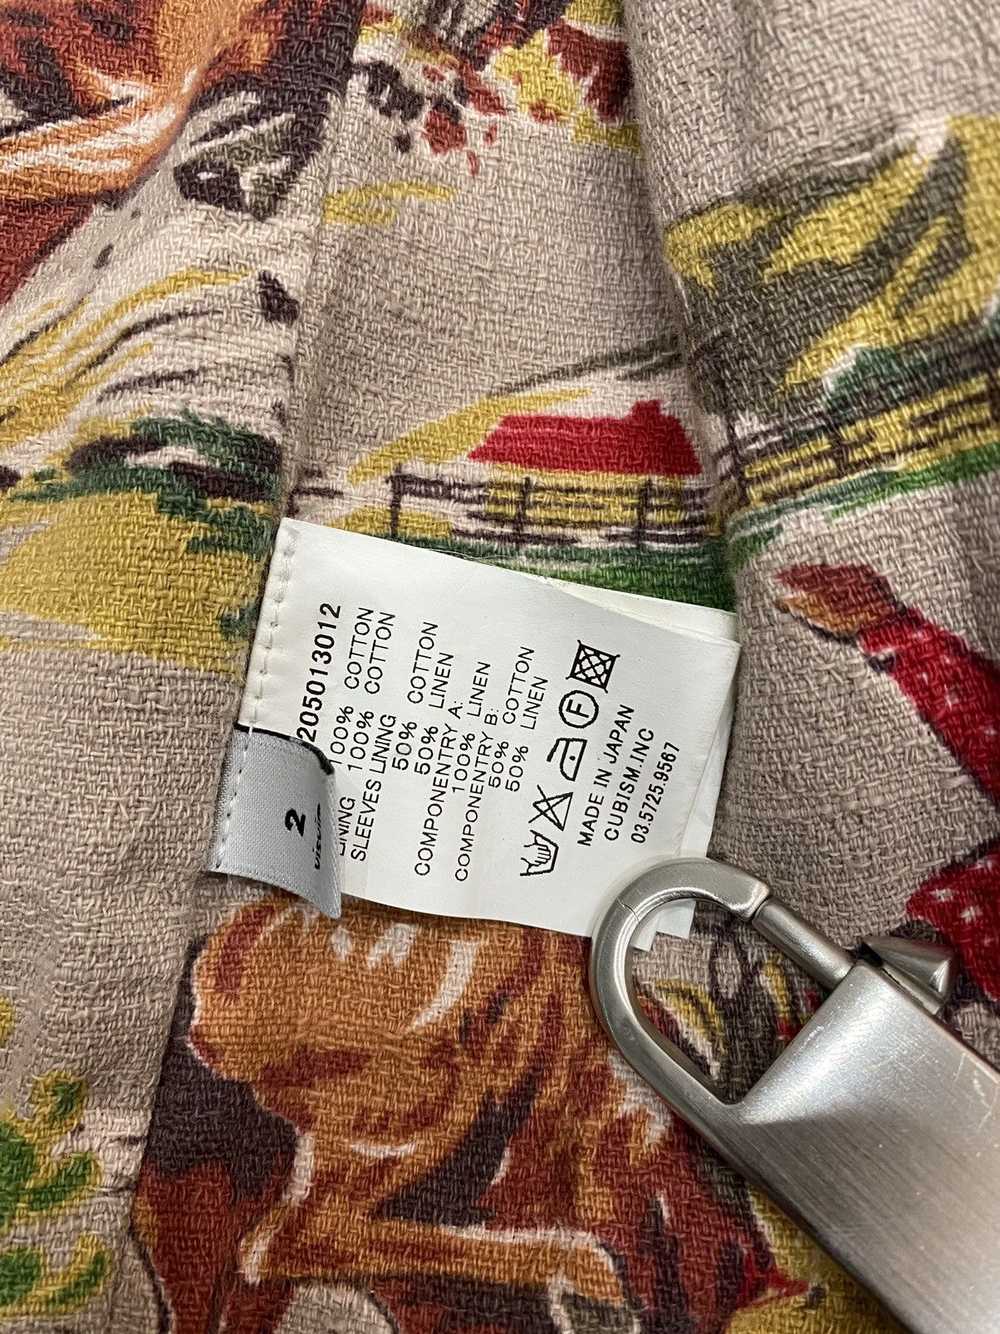 2
205013012
100% COTTON
LINING 100% COTTON
SLEEVES LINING
50% COTTON
50% LINEN
COMPONENTRY A:
100% LINEN
COMPONENTRY B:
50% COTTON
50% LINEN
F
MADE IN JAPAN
CUBISM.INC
03.5725.9567